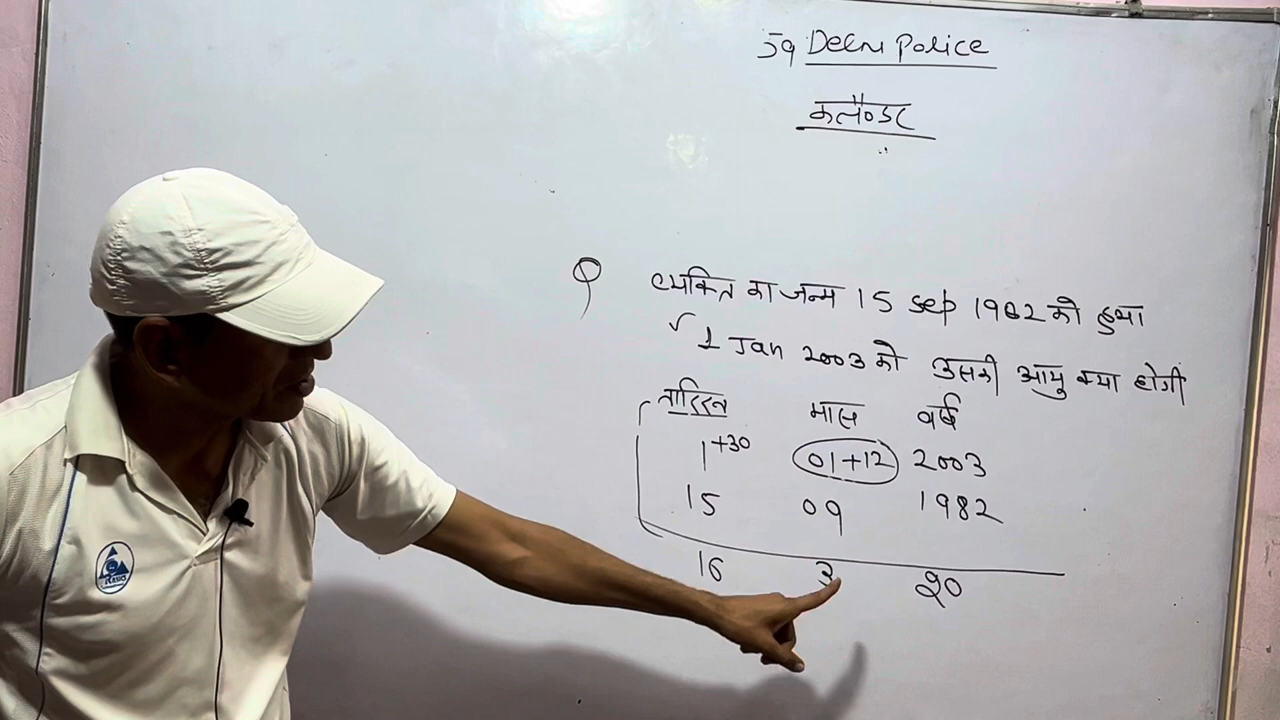 59 Delhi Police
कलैण्डर
Q व्यक्ति का जन्म 15 Sep 1982 को हुआ
✓ 1 Jan 2003 को उसकी आयु क्या होगी
तारिख मास वर्ष
1+30 01+12 2003
15 09 1982
16 3 20